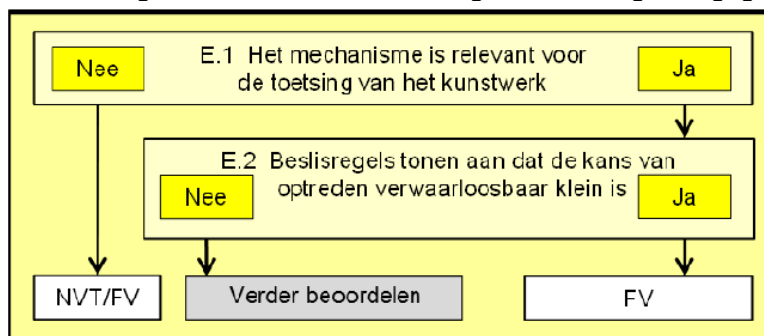 E.1 Het mechanisme is relevant voor
de toetsing van het kunstwerk
Nee
Ja
E.2 Beslisregels tonen aan dat de kans van
optreden verwaarloosbaar klein is
Nee
Ja
NVT/FV
Verder beoordelen
FV